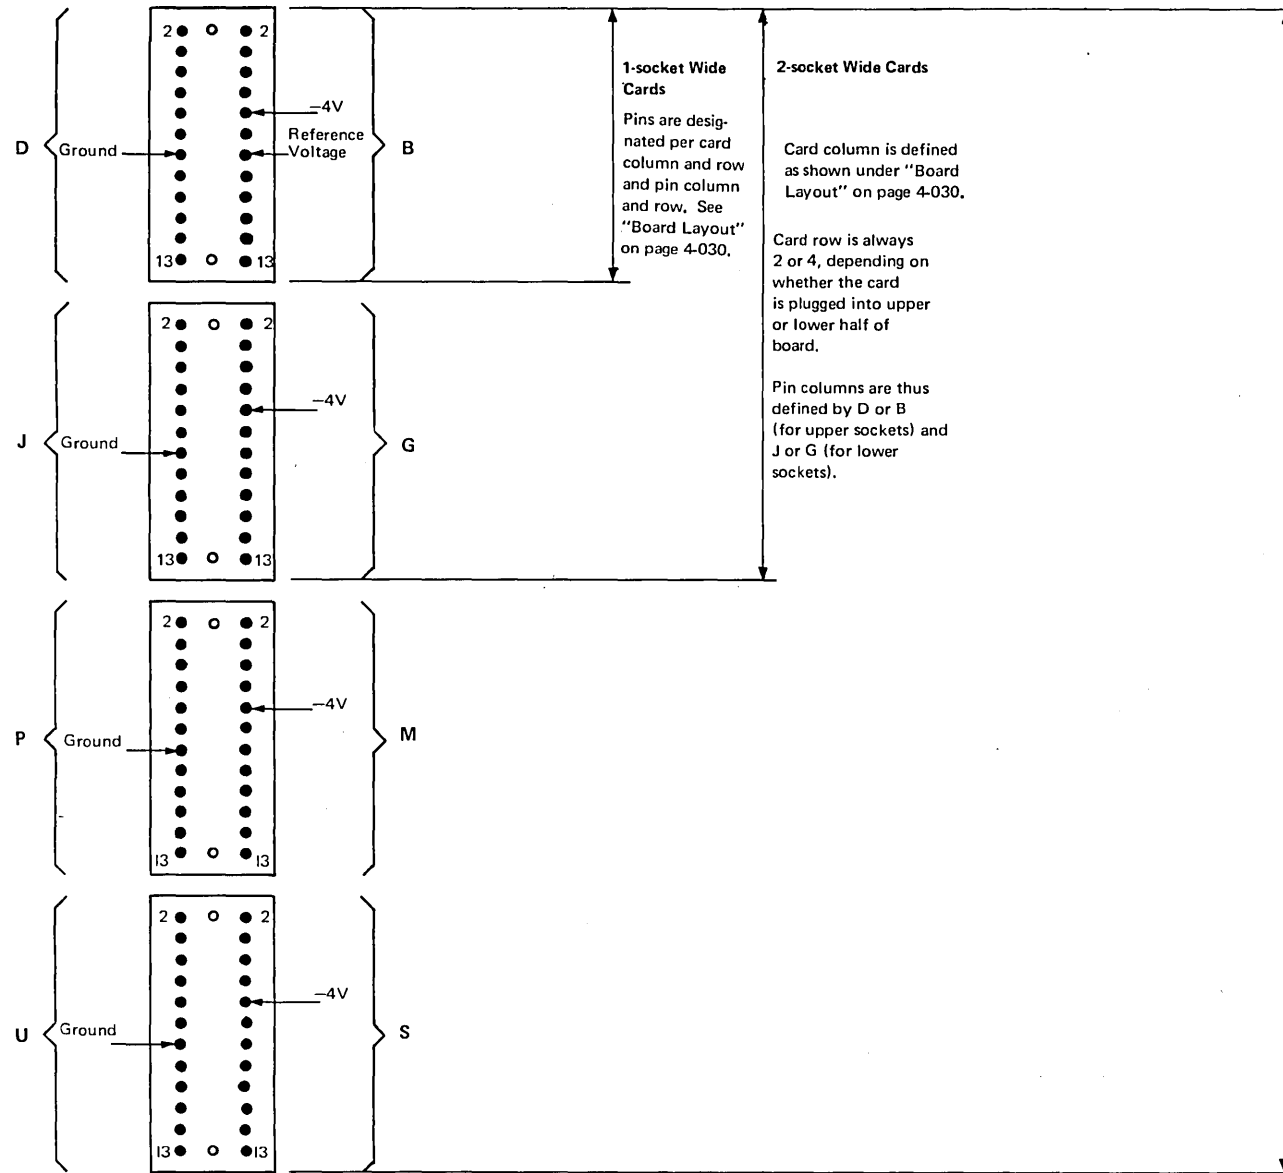 2 2
–4V
Reference
Voltage
D Ground B
13 13
2 2
–4V
J Ground G
13 13
2 2
–4V
P Ground M
13 13
2 2
–4V
U Ground S
13 13
1-socket Wide
Cards
Pins are desig-
nated per card
column and row
and pin column
and row. See
"Board Layout"
on page 4-030.
2-socket Wide Cards
Card column is defined
as shown under "Board
Layout" on page 4-030.
Card row is always
2 or 4, depending on
whether the card
is plugged into upper
or lower half of
board.
Pin columns are thus
defined by D or B
(for upper sockets) and
J or G (for lower
sockets).